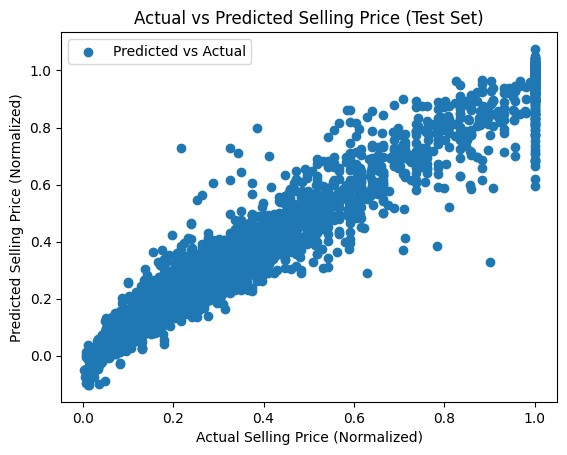 Actual vs Predicted Selling Price (Test Set)
Predicted vs Actual
Predicted Selling Price (Normalized)
1.0
0.8
0.6
0.4
0.2
0.0
0.0 0.2 0.4 0.6 0.8 1.0
Actual Selling Price (Normalized)